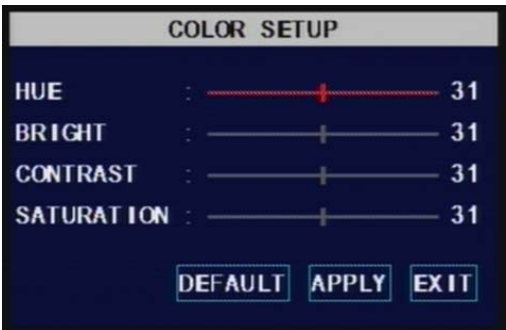 COLOR SETUP
HUE : 31
BRIGHT : 31
CONTRAST : 31
SATURATION : 31
DEFAULT APPLY EXIT